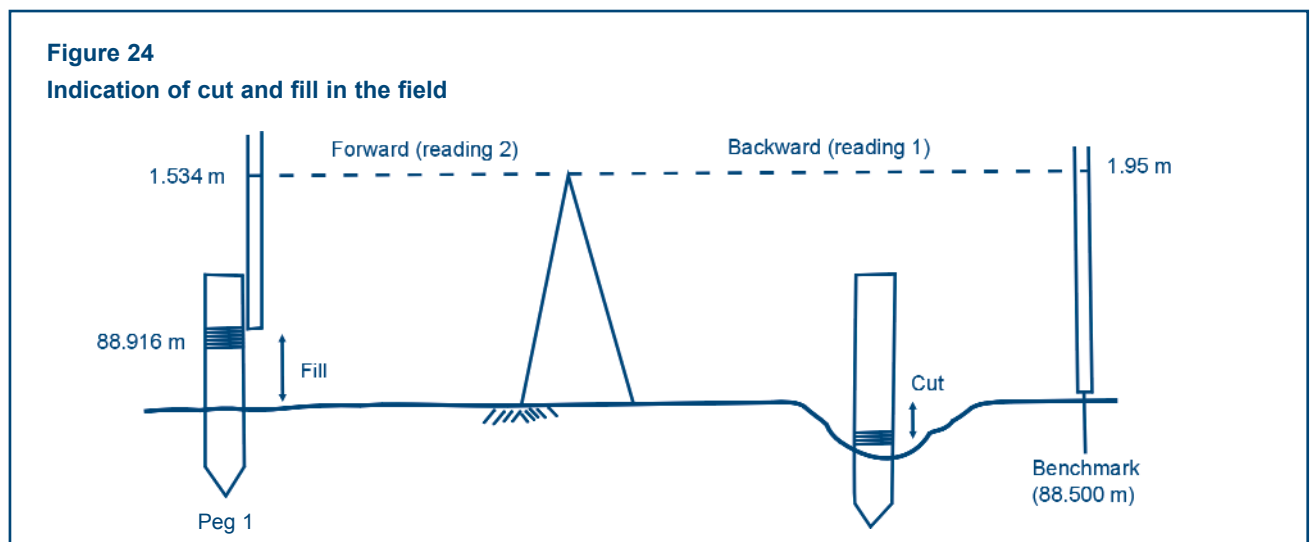 Figure 24
Indication of cut and fill in the field
Forward (reading 2)
Backward (reading 1)
1.534 m
1.95 m
88.916 m
Fill
Cut
Benchmark
(88.500 m)
Peg 1